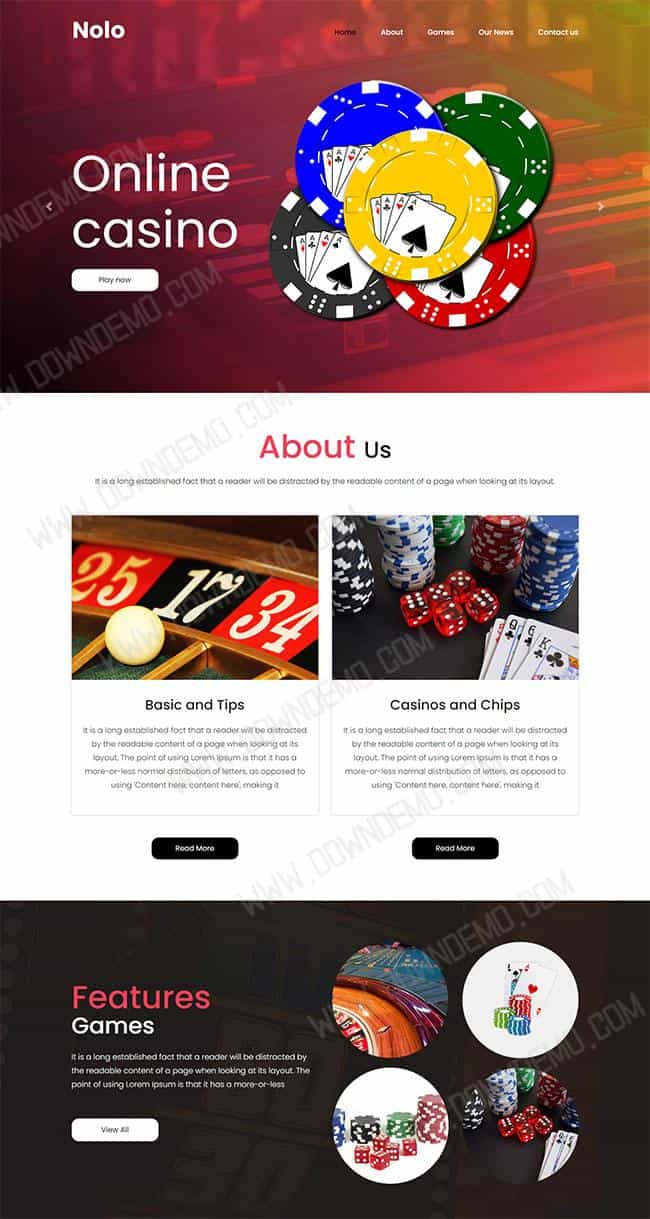 Nolo
Home About Games Our News Contact us
Online
casino
Play now
About Us
It is a long established fact that a reader will be distracted by the readable content of a page when looking at its layout.
25 17 34
Basic and Tips
It is a long established fact that a reader will be distracted
by the readable content of a page when looking at its
layout. The point of using Lorem Ipsum is that it has a
more-or-less normal distribution of letters, as opposed to
using 'Content here, content here', making it
Read More
Casinos and Chips
It is a long established fact that a reader will be distracted
by the readable content of a page when looking at its
layout. The point of using Lorem Ipsum is that it has a
more-or-less normal distribution of letters, as opposed to
using 'Content here, content here', making it
Read More
Features
Games
It is a long established fact that a reader will be distracted by
the readable content of a page when looking at its layout. The
point of using Lorem Ipsum is that it has a more-or-less
View All
WWW.DOWNDEMO.COM